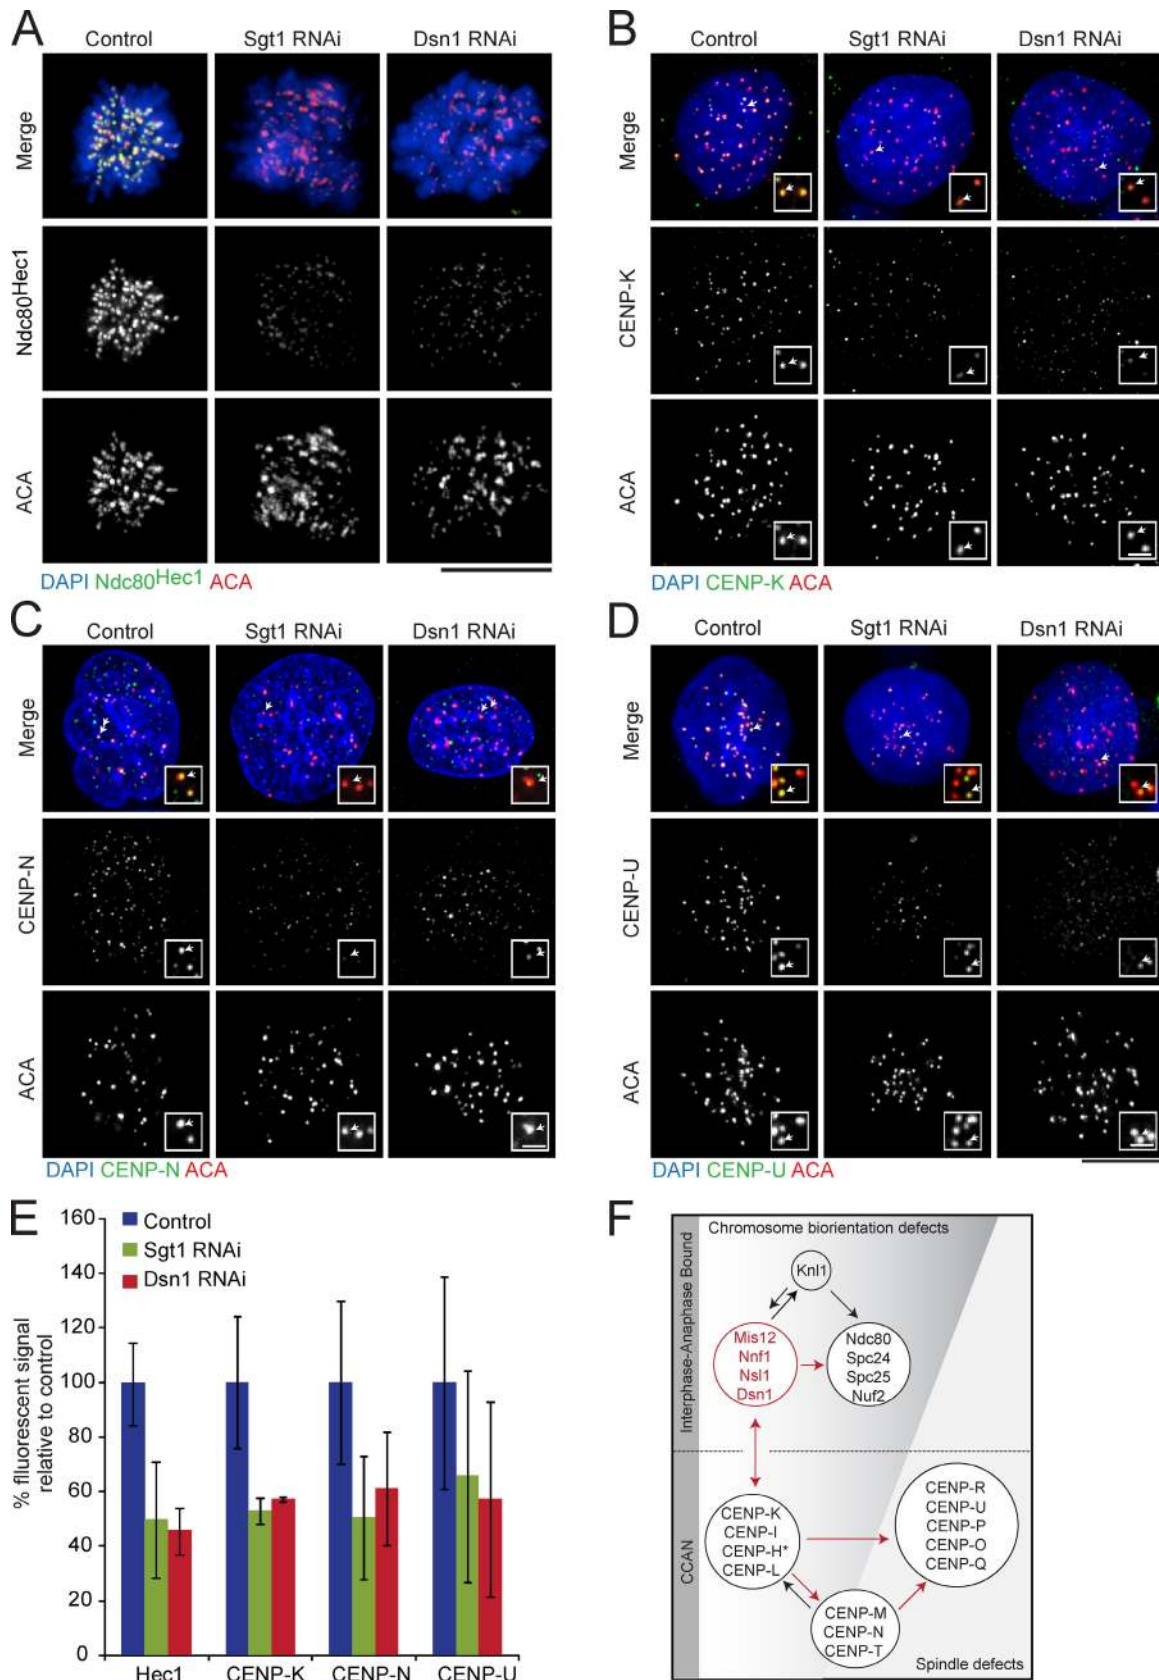 A
Control Sgt1 RNAi Dsn1 RNAi
Merge
Ndc80Hec1
ACA
DAPI Ndc80Hec1 ACA
B
Control Sgt1 RNAi Dsn1 RNAi
Merge
CENP-K
ACA
DAPI CENP-K ACA
C
Control Sgt1 RNAi Dsn1 RNAi
Merge
CENP-N
ACA
DAPI CENP-N ACA
D
Control Sgt1 RNAi Dsn1 RNAi
Merge
CENP-U
ACA
DAPI CENP-U ACA
E
% fluorescent signal
relative to control
160
140
120
100
80
60
40
20
0
Control
Sgt1 RNAi
Dsn1 RNAi
Hec1 CENP-K CENP-N CENP-U
F
Interphase-Anaphase Bound
CCAN
Chromosome biorientation defects
Knl1
Mis12
Nnf1
Nsl1
Dsn1
Ndc80
Spc24
Spc25
Nuf2
CENP-K
CENP-I
CENP-H*
CENP-L
CENP-R
CENP-U
CENP-P
CENP-O
CENP-Q
CENP-M
CENP-N
CENP-T
Spindle defects